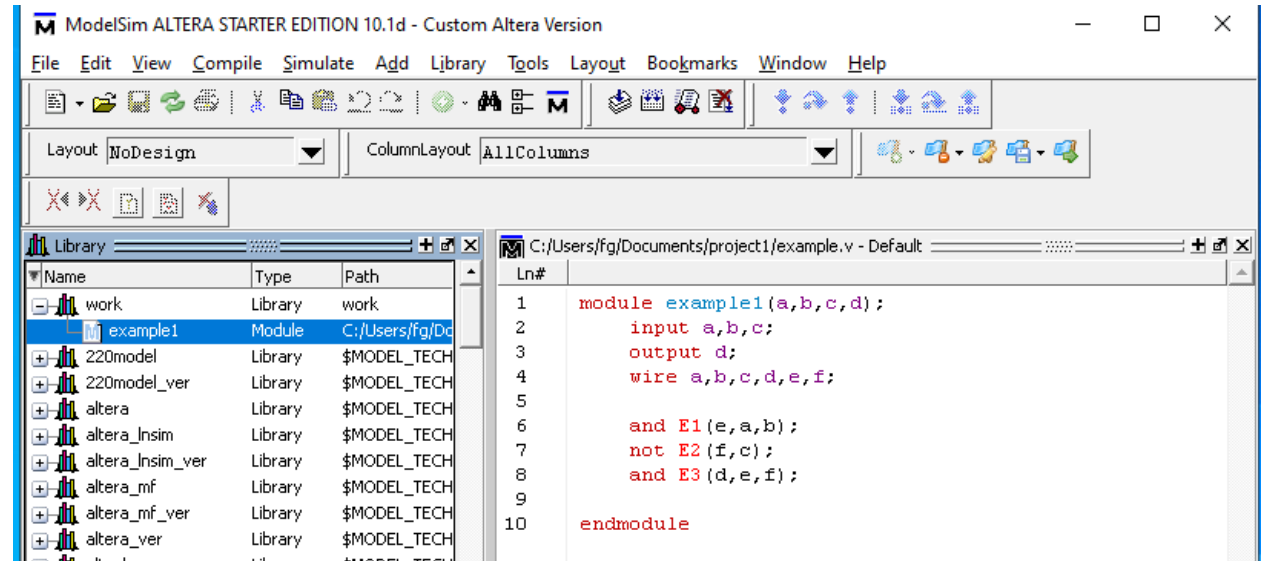 ModelSim ALTERA STARTER EDITION 10.1d - Custom Altera Version
File Edit View Compile Simulate Add Library Tools Layout Bookmarks Window Help
Layout NoDesign ColumnLayout AllColumns
Library
C:/Users/fg/Documents/project1/example.v - Default
Name Type Path
work Library work
example1 Module C:/Users/fg/Do
220model Library $MODEL_TECH
220model_ver Library $MODEL_TECH
altera Library $MODEL_TECH
altera_lnsim Library $MODEL_TECH
altera_lnsim_ver Library $MODEL_TECH
altera_mf Library $MODEL_TECH
altera_mf_ver Library $MODEL_TECH
altera_ver Library $MODEL_TECH
Ln#
1 module example1(a,b,c,d);
2 input a,b,c;
3 output d;
4 wire a,b,c,d,e,f;
5
6 and E1(e,a,b);
7 not E2(f,c);
8 and E3(d,e,f);
9
10 endmodule